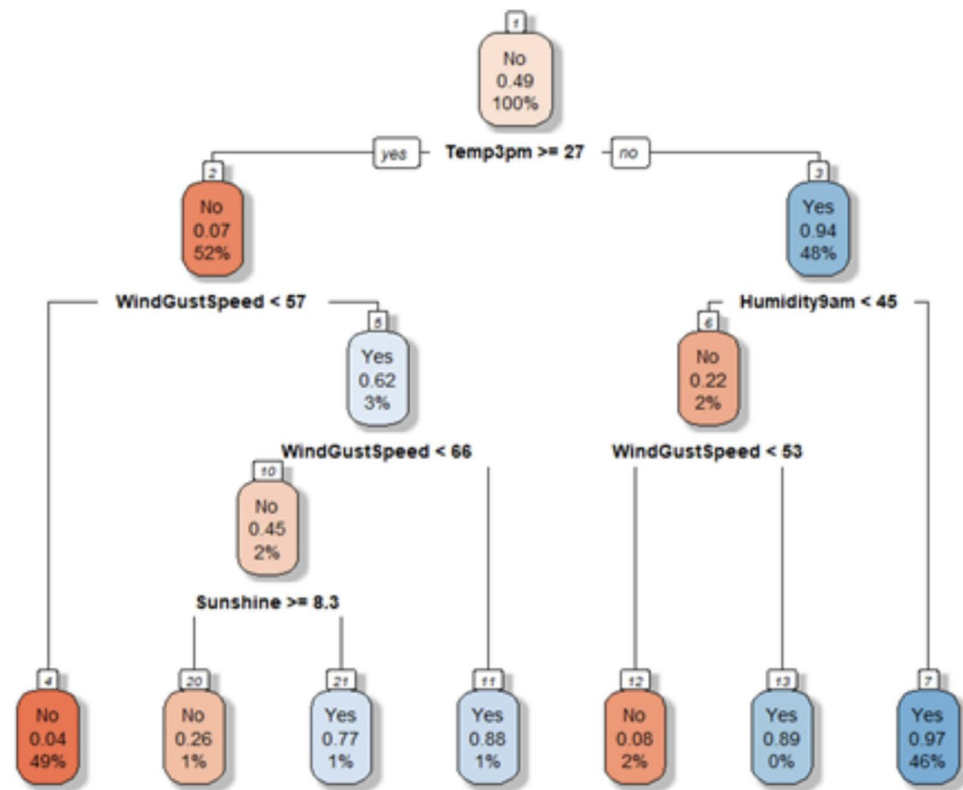 1
No
0.49
100%
yes Temp3pm >= 27 no
2
No
0.07
52%
3
Yes
0.94
48%
WindGustSpeed < 57
Humidity9am < 45
5
Yes
0.62
3%
6
No
0.22
2%
WindGustSpeed < 66
WindGustSpeed < 53
10
No
0.45
2%
Sunshine >= 8.3
4
No
0.04
49%
20
No
0.26
1%
21
Yes
0.77
1%
11
Yes
0.88
1%
12
No
0.08
2%
13
Yes
0.89
0%
7
Yes
0.97
46%